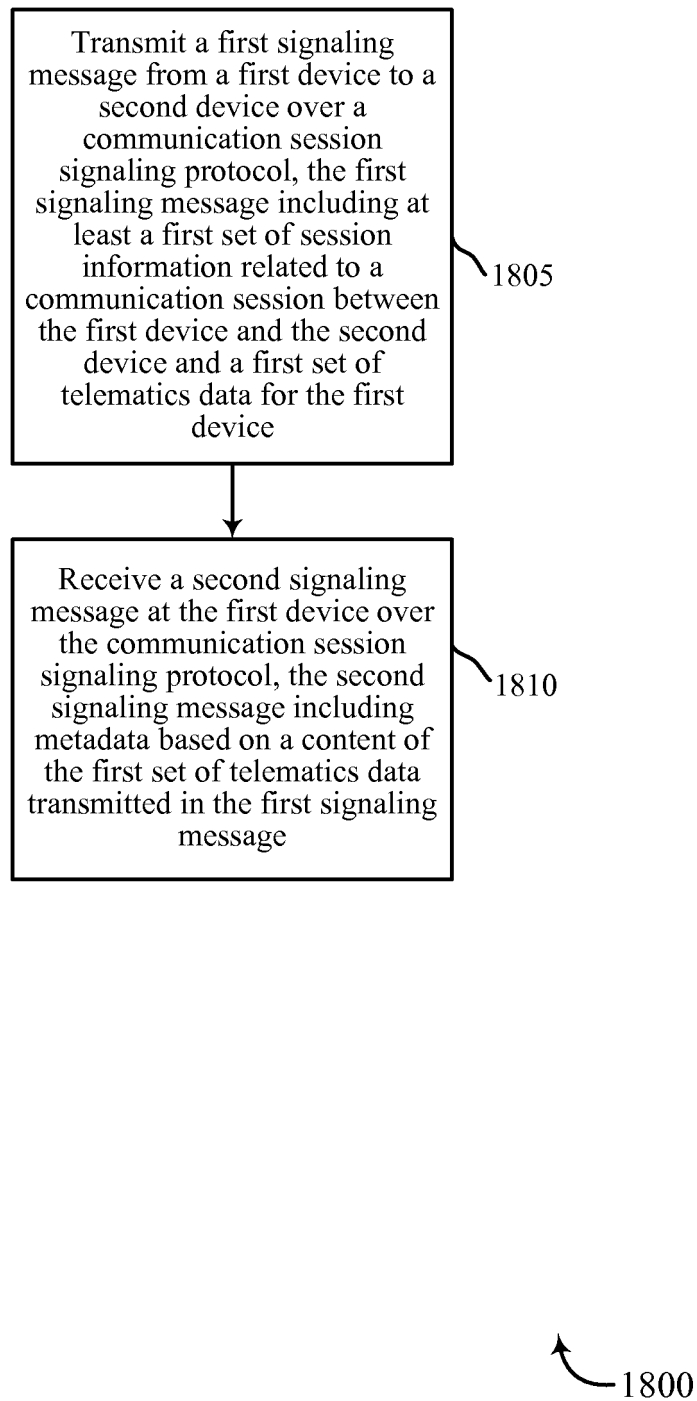 Transmit a first signaling
message from a first device to a
second device over a
communication session
signaling protocol, the first
signaling message including at
least a first set of session
information related to a
communication session between
the first device and the second
device and a first set of
telematics data for the first
device
1805
Receive a second signaling
message at the first device over
the communication session
signaling protocol, the second
signaling message including
metadata based on a content of
the first set of telematics data
transmitted in the first signaling
message
1810
1800